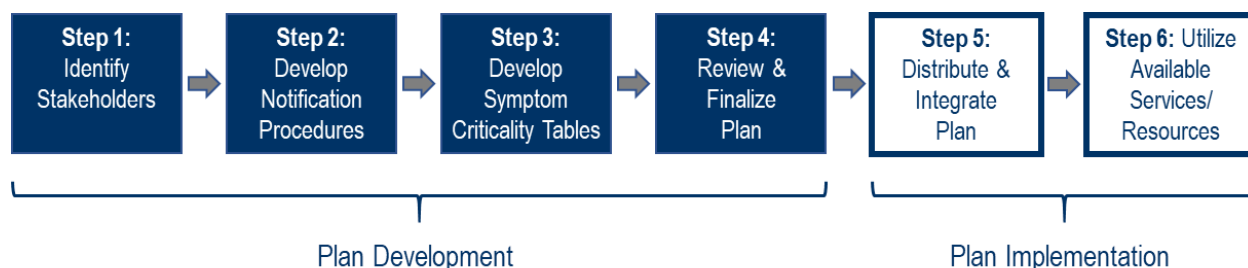 Step 1:
Identify
Stakeholders
Step 2:
Develop
Notification
Procedures
Step 3:
Develop
Symptom
Criticality Tables
Step 4:
Review &
Finalize
Plan
Step 5:
Distribute &
Integrate
Plan
Step 6: Utilize
Available
Services/
Resources
Plan Development
Plan Implementation